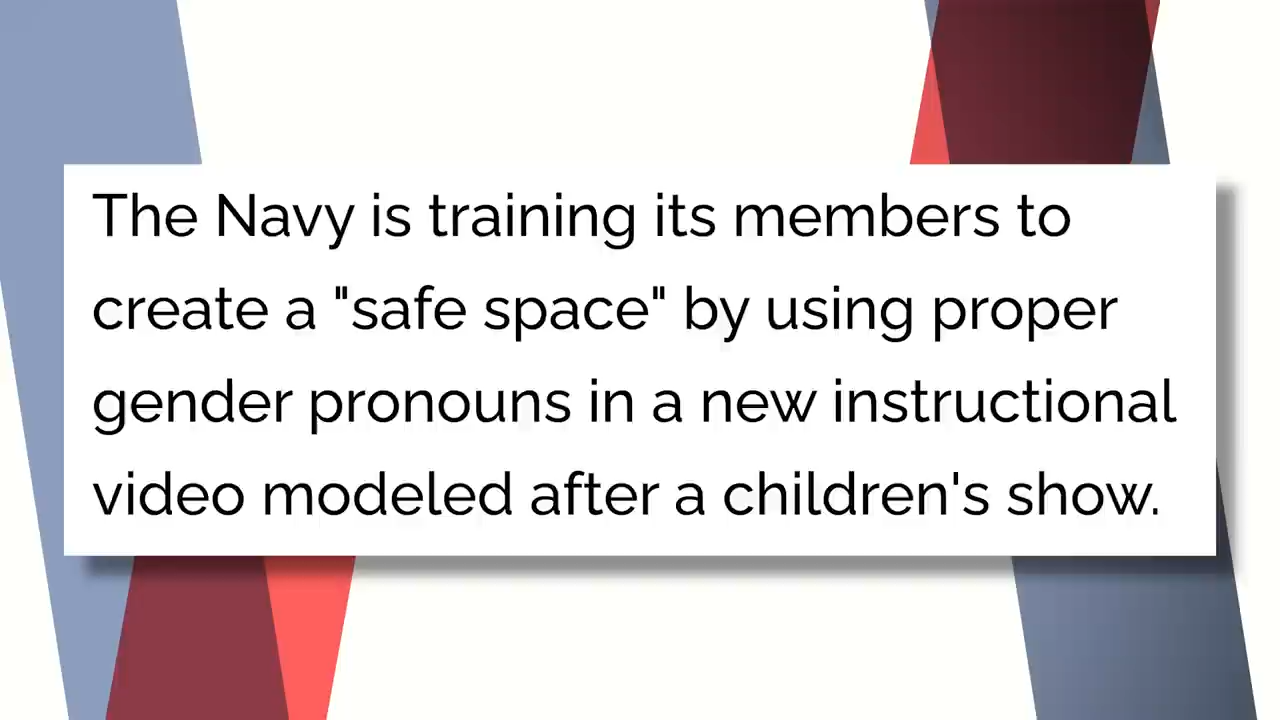 The Navy is training its members to
create a "safe space" by using proper
gender pronouns in a new instructional
video modeled after a children's show.